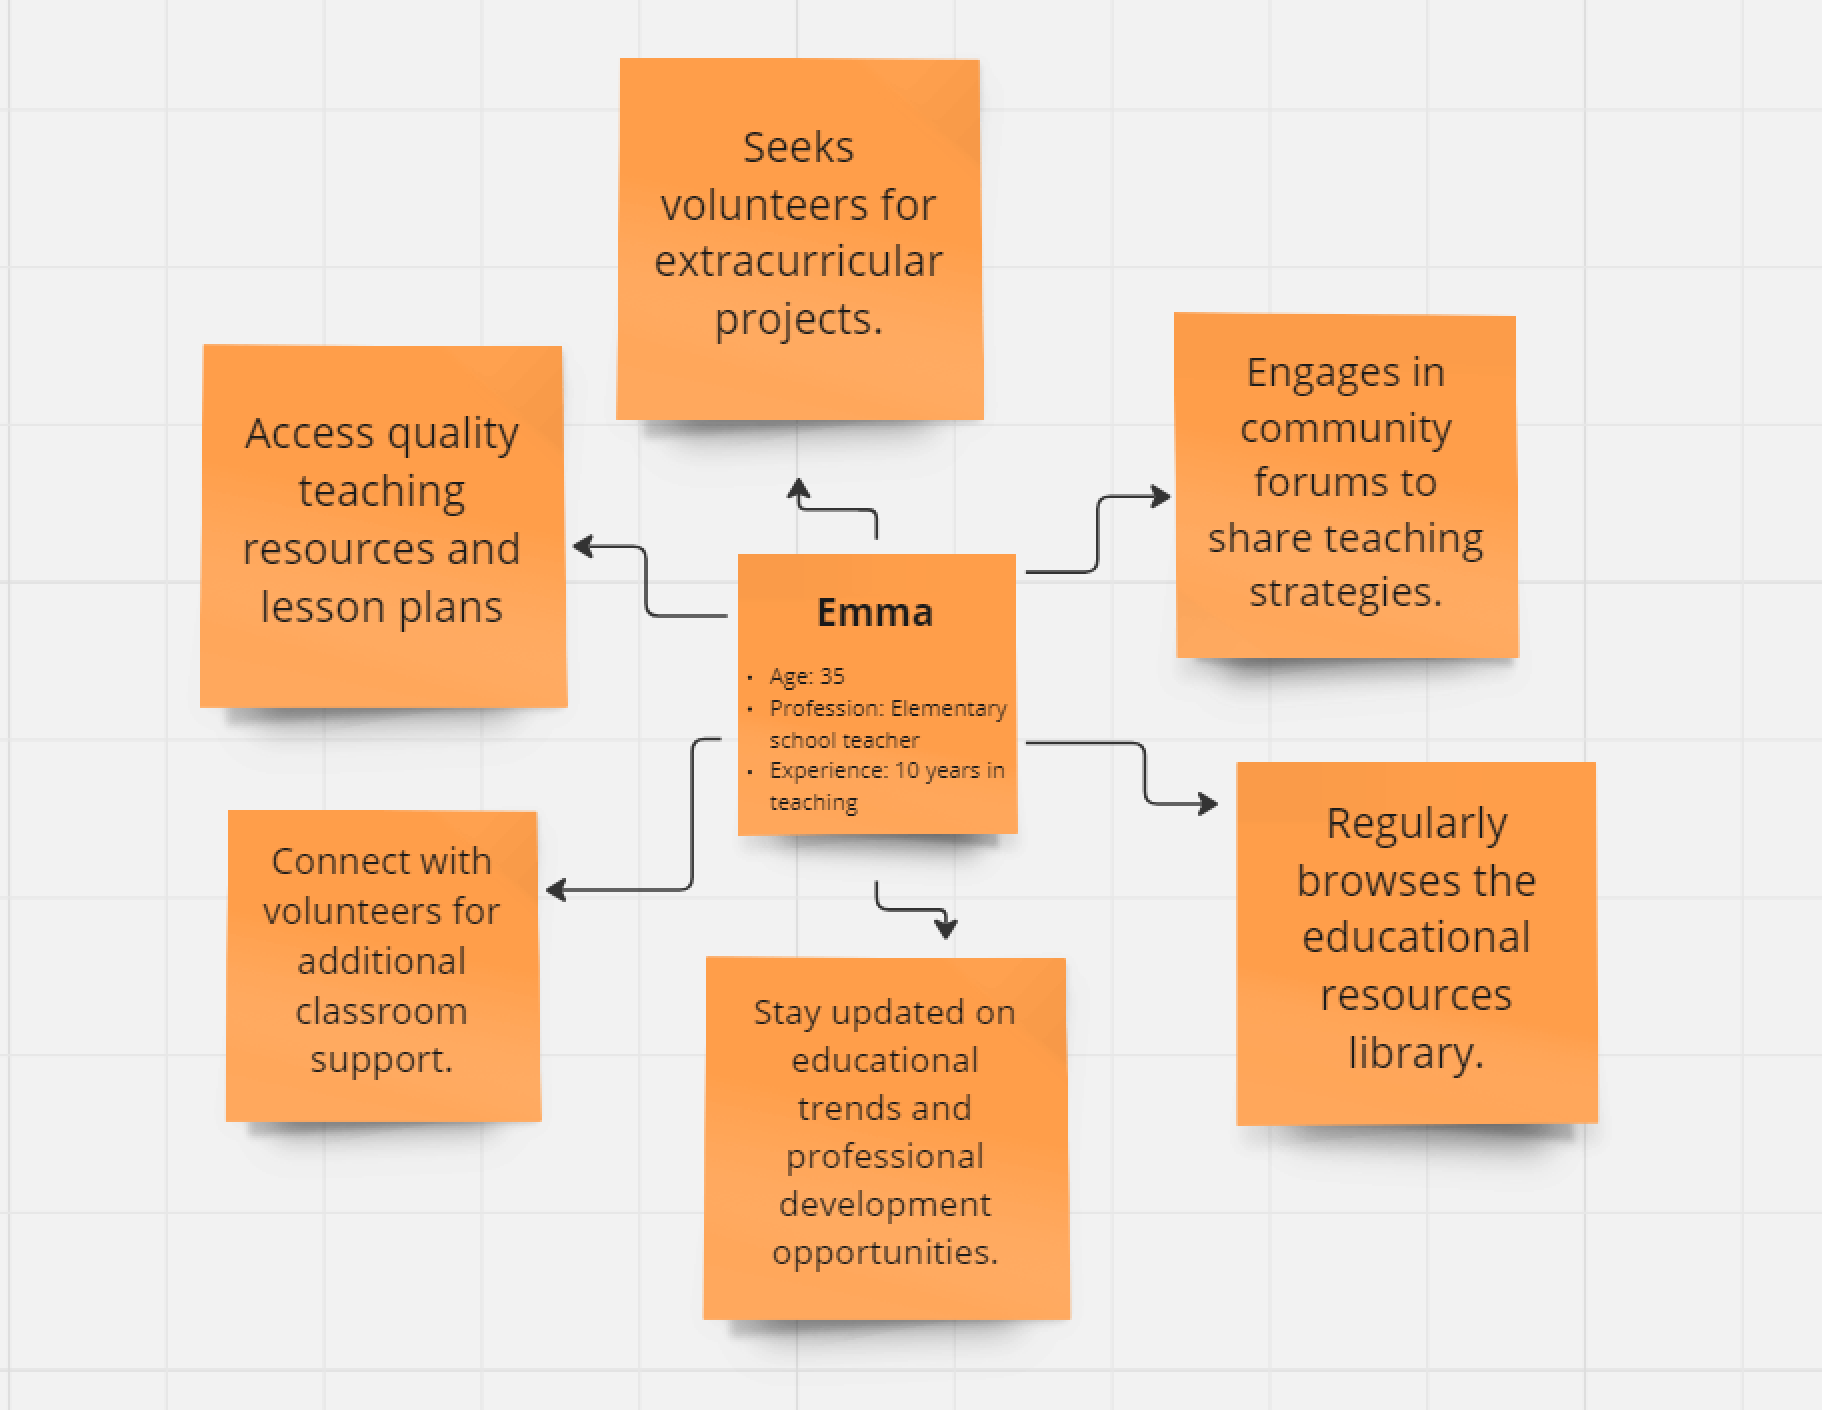 Seeks
volunteers for
extracurricular
projects.
Access quality
teaching
resources and
lesson plans
Engages in
community
forums to
share teaching
strategies.
Emma
• Age: 35
• Profession: Elementary
school teacher
• Experience: 10 years in
teaching
Connect with
volunteers for
additional
classroom
support.
Regularly
browses the
educational
resources
library.
Stay updated on
educational
trends and
professional
development
opportunities.